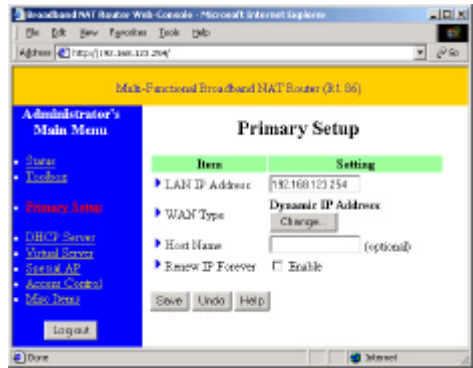 Broadband NAT Router Web-Console - Microsoft Internet Explorer
File Edit View Favorites Tools Help
Address http://192.168.123.254/ Go
Multi-Functional Broadband NAT Router (R1.86)
Administrator's
Main Menu
Status
Toolbox
Primary Setup
DHCP Server
Virtual Server
Special AP
Access Control
Misc Items
Logout
Primary Setup
Item Setting
LAN IP Address 192.168.123.254
WAN Type Dynamic IP Address
Change...
Host Name (optional)
Renew IP Forever Enable
Save Undo Help
Done Internet